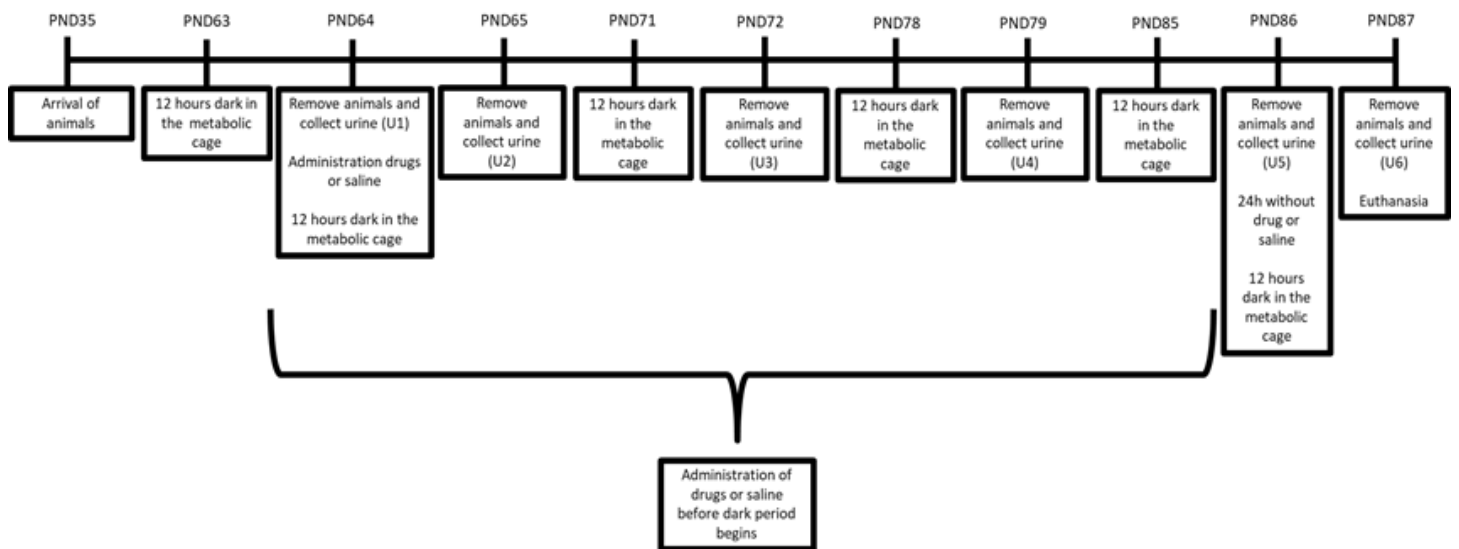 PND35
PND63
PND64
PND65
PND71
PND72
PND78
PND79
PND85
PND86
PND87
Arrival of
animals
12 hours dark in
the metabolic
cage
Remove animals and
collect urine (U1)
Administration drugs
or saline
12 hours dark in the
metabolic cage
Remove
animals and
collect urine
(U2)
12 hours dark
in the
metabolic
cage
Remove
animals and
collect urine
(U3)
12 hours dark
in the
metabolic
cage
Remove
animals and
collect urine
(U4)
12 hours dark
in the
metabolic
cage
Remove
animals and
collect urine
(U5)
24h without
drug or
saline
12 hours
dark in the
metabolic
cage
Remove
animals and
collect urine
(U6)
Euthanasia
Administration of
drugs or saline
before dark period
begins